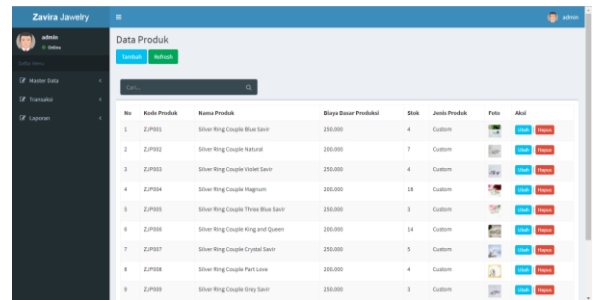 Zavira Jawelry
admin
admin
Online
Daftar Menu
Master Data
Transaksi
Laporan
Data Produk
Tambah Refresh
Cari...
No Kode Produk Nama Produk Biaya Dasar Produksi Stok Jenis Produk Foto Aksi
1 ZJP001 Silver Ring Couple Blue Savir 250.000 4 Custom Ubah Hapus
2 ZJP002 Silver Ring Couple Natural 200.000 7 Custom Ubah Hapus
3 ZJP003 Silver Ring Couple Violet Savir 250.000 4 Custom Ubah Hapus
4 ZJP004 Silver Ring Couple Magnum 200.000 18 Custom Ubah Hapus
5 ZJP005 Silver Ring Couple Three Blue Savir 250.000 3 Custom Ubah Hapus
6 ZJP006 Silver Ring Couple King and Queen 200.000 14 Custom Ubah Hapus
7 ZJP007 Silver Ring Couple Crystal Savir 250.000 5 Custom Ubah Hapus
8 ZJP008 Silver Ring Couple Part Love 200.000 4 Custom Ubah Hapus
9 ZJP009 Silver Ring Couple Grey Savir 250.000 3 Custom Ubah Hapus